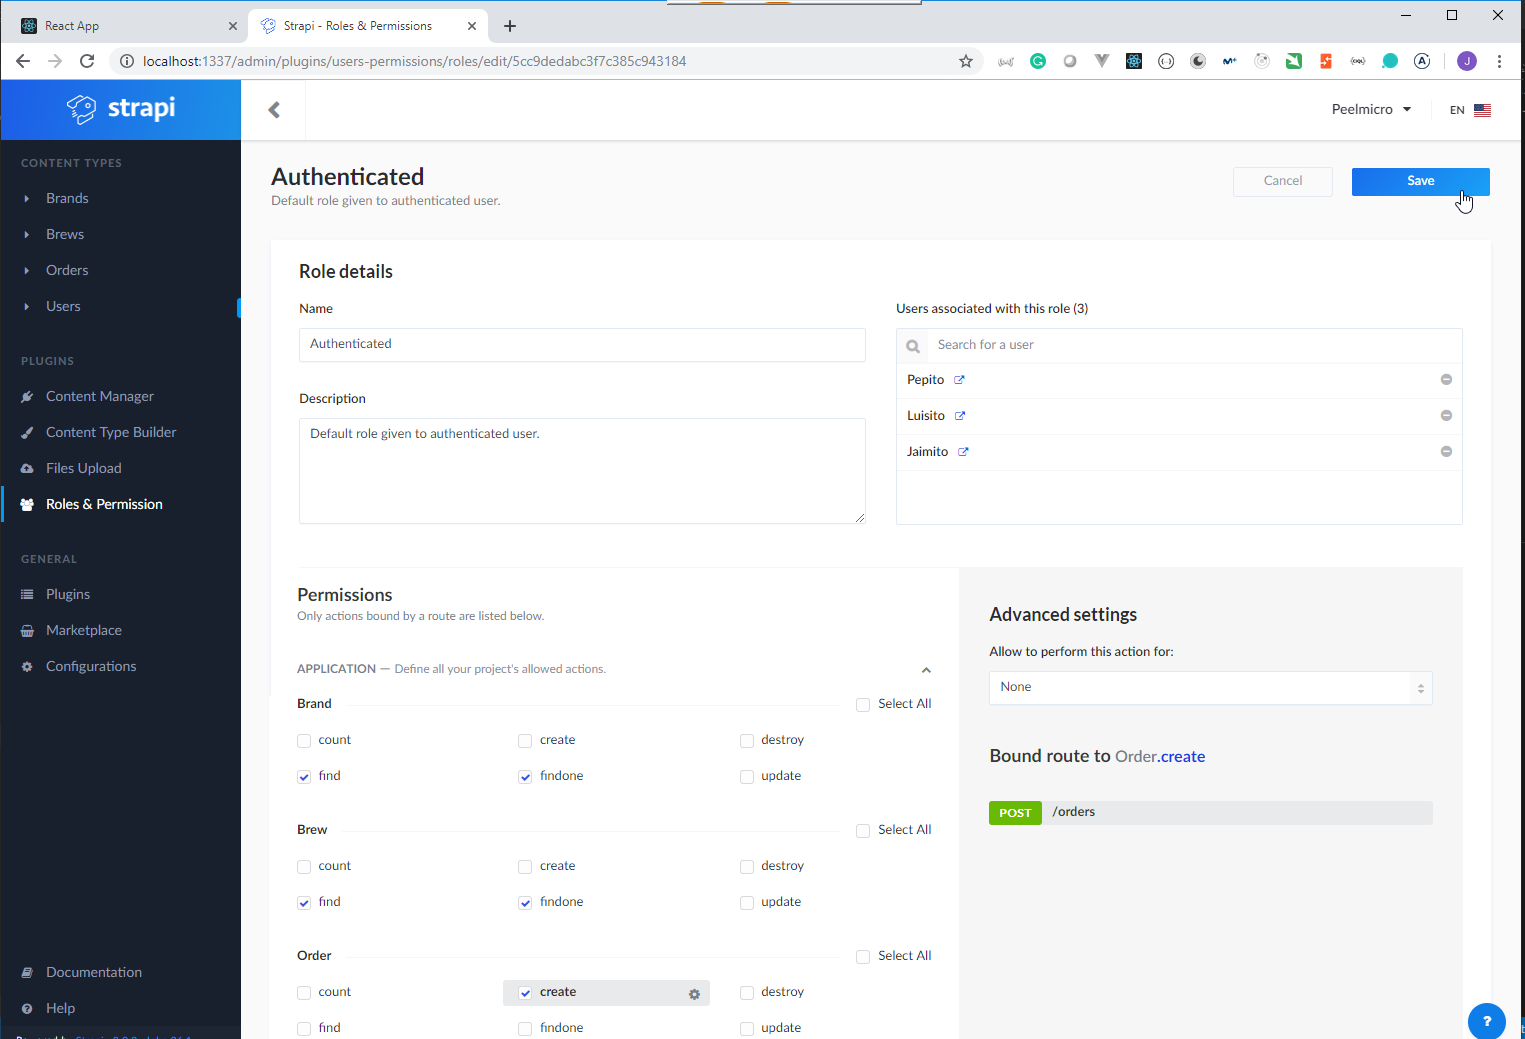 React App
Strapi - Roles & Permissions
localhost:1337/admin/plugins/users-permissions/roles/edit/5cc9dedabc3f7c385c943184
J
strapi
Peelmicro
EN
CONTENT TYPES
Brands
Brews
Orders
Users
PLUGINS
Content Manager
Content Type Builder
Files Upload
Roles & Permission
GENERAL
Plugins
Marketplace
Configurations
Documentation
Help
Authenticated
Default role given to authenticated user.
Cancel
Save
Role details
Name
Authenticated
Description
Default role given to authenticated user.
Users associated with this role (3)
Search for a user
Pepito
Luisito
Jaimito
Permissions
Only actions bound by a route are listed below.
APPLICATION — Define all your project's allowed actions.
Brand
Select All
count create destroy
find findone update
Brew
Select All
count create destroy
find findone update
Order
Select All
count create destroy
find findone update
Advanced settings
Allow to perform this action for:
None
Bound route to Order.create
POST /orders
?